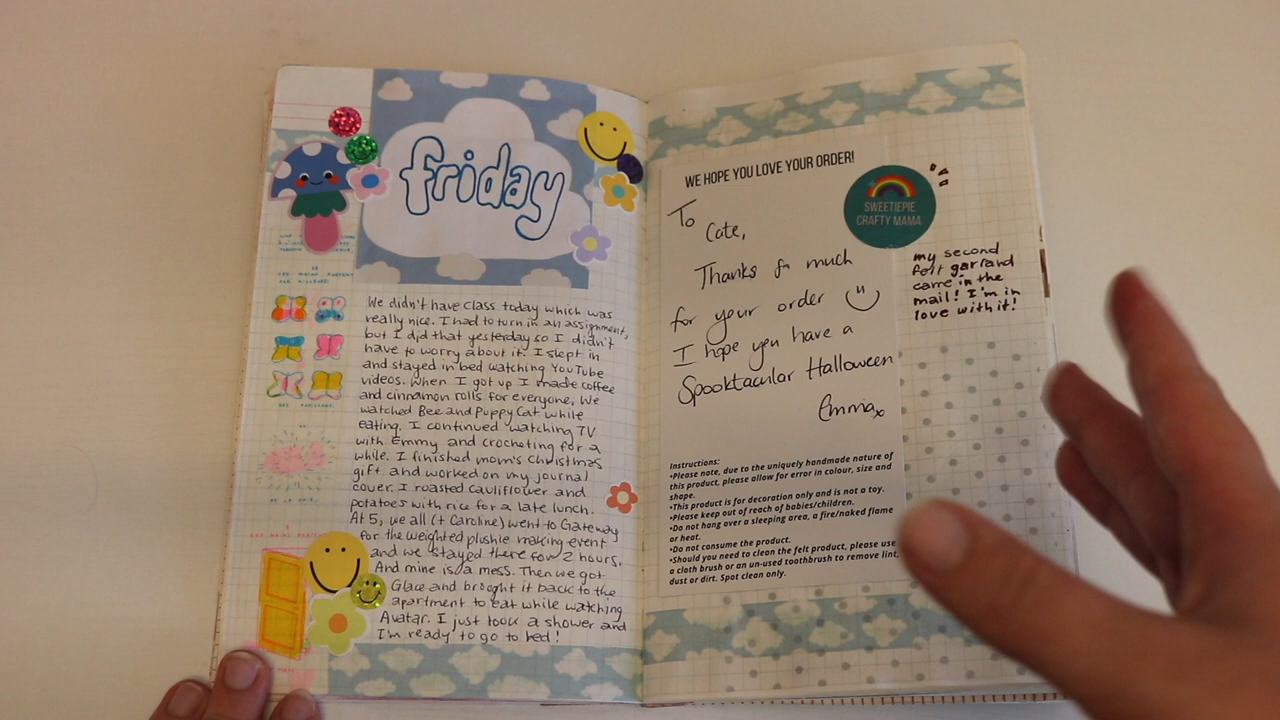 friday
We didn't have class today which was
really nice. I had to turn in an assignment,
but I did that yesterday so I didn't
have to worry about it. I slept in
and stayed in bed watching YouTube
videos. When I got up I made coffee
and cinnamon rolls for everyone. We
watched Bee and PuppyCat while
eating. I continued watching TV
with Emmy and crocheting for a
while. I finished mom's Christmas
gift and worked on my journal
cover. I roasted cauliflower and
potatoes with rice for a late lunch.
At 5, we all (+ Caroline) went to Gateway
for the weighted plushie making event
and we stayed there for 2 hours.
And mine is a mess. Then we got
Glace and brought it back to the
apartment to eat while watching
Avatar. I just took a shower and
I'm ready to go to bed!
WE HOPE YOU LOVE YOUR ORDER!
SWEETIEPIE
CRAFTY MAMA
To
Cate,
Thanks so much
for your order
I hope you have a
Spooktacular Halloween
Emmax
my second
felt garland
came in the
mail! I'm in
love with it!
Instructions:
•Please note, due to the uniquely handmade nature of
this product, please allow for error in colour, size and
shape.
•This product is for decoration only and is not a toy.
•Please keep out of reach of babies/children.
•Do not hang over a sleeping area, a fire/naked flame
or heat.
•Do not consume the product.
•Should you need to clean the felt product, please use
a cloth brush or an un-used toothbrush to remove lint,
dust or dirt. Spot clean only.